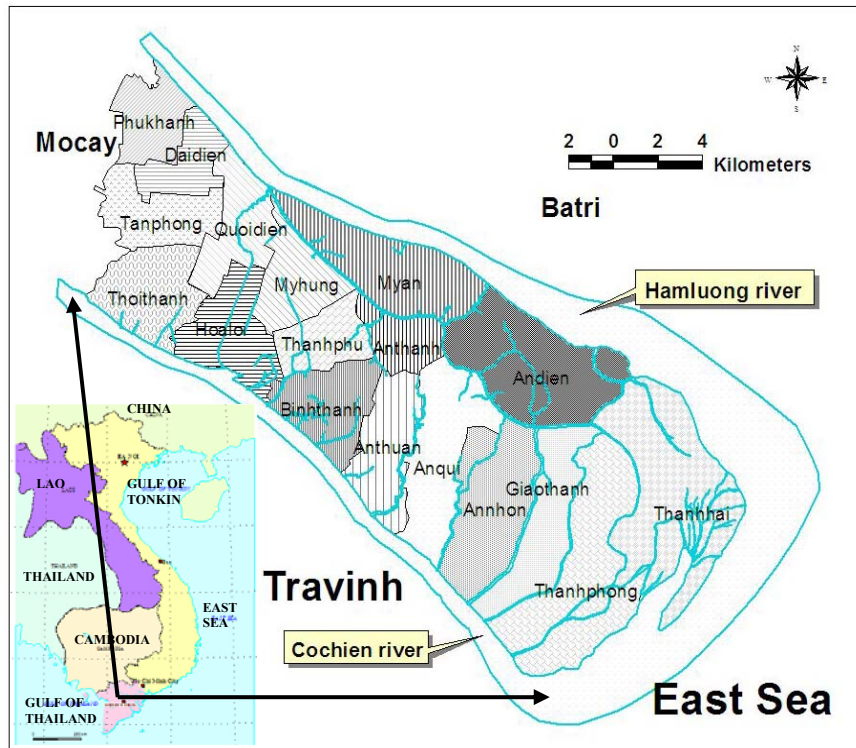 N
W E
S
2 0 2 4
Kilometers
Phukhanh
Mocay
Daidien
Batri
Tanphong
Quoidien
Hamluong river
Myhung
Myan
Thoithanh
Hoaloi
Thanhphu
Anthanh
Andien
Binhthanh
Anthuan
Anqui
Giaothanh
Annhon
Thanhhai
Thanhphong
Travinh
Cochien river
East Sea
CHINA
LAO
GULE OF
TONKIN
THAILAND
EAST
SEA
CAMBODIA
GULF OF
THAILAND